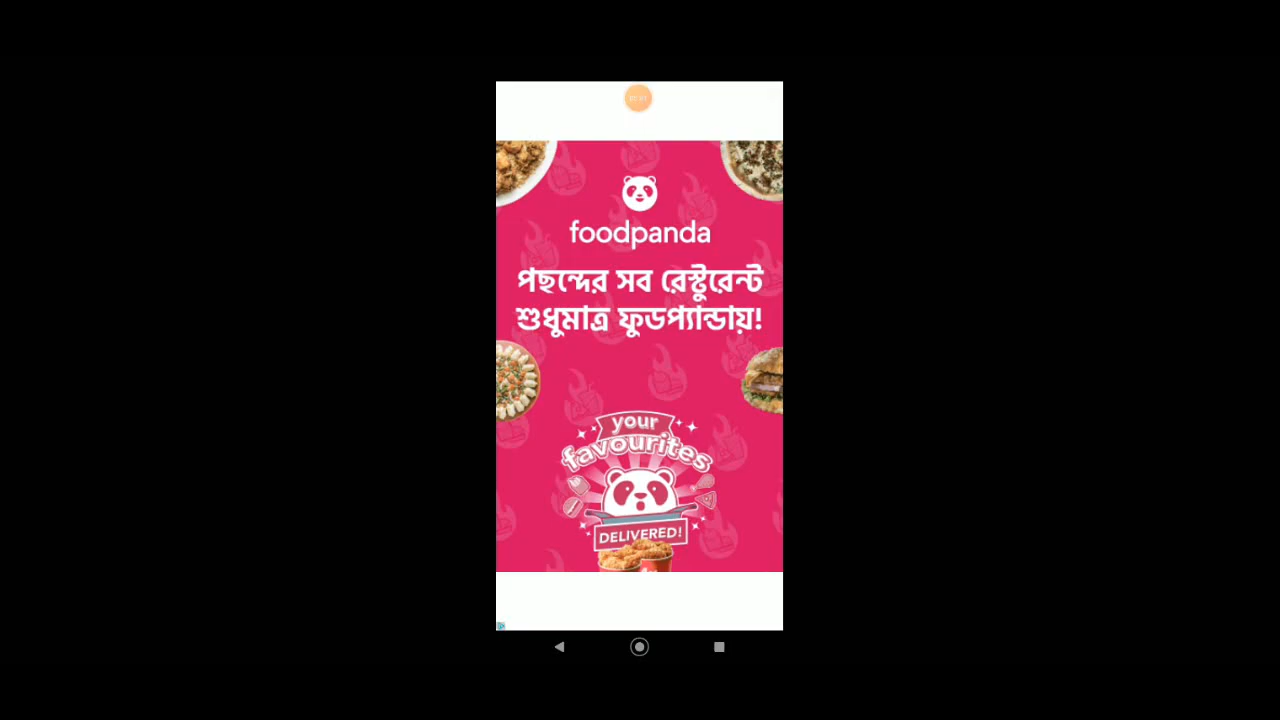 foodpanda
পছন্দের সব রেস্টুরেন্ট
শুধুমাত্র ফুডপ্যান্ডায়!
your
favourites
DELIVERED!